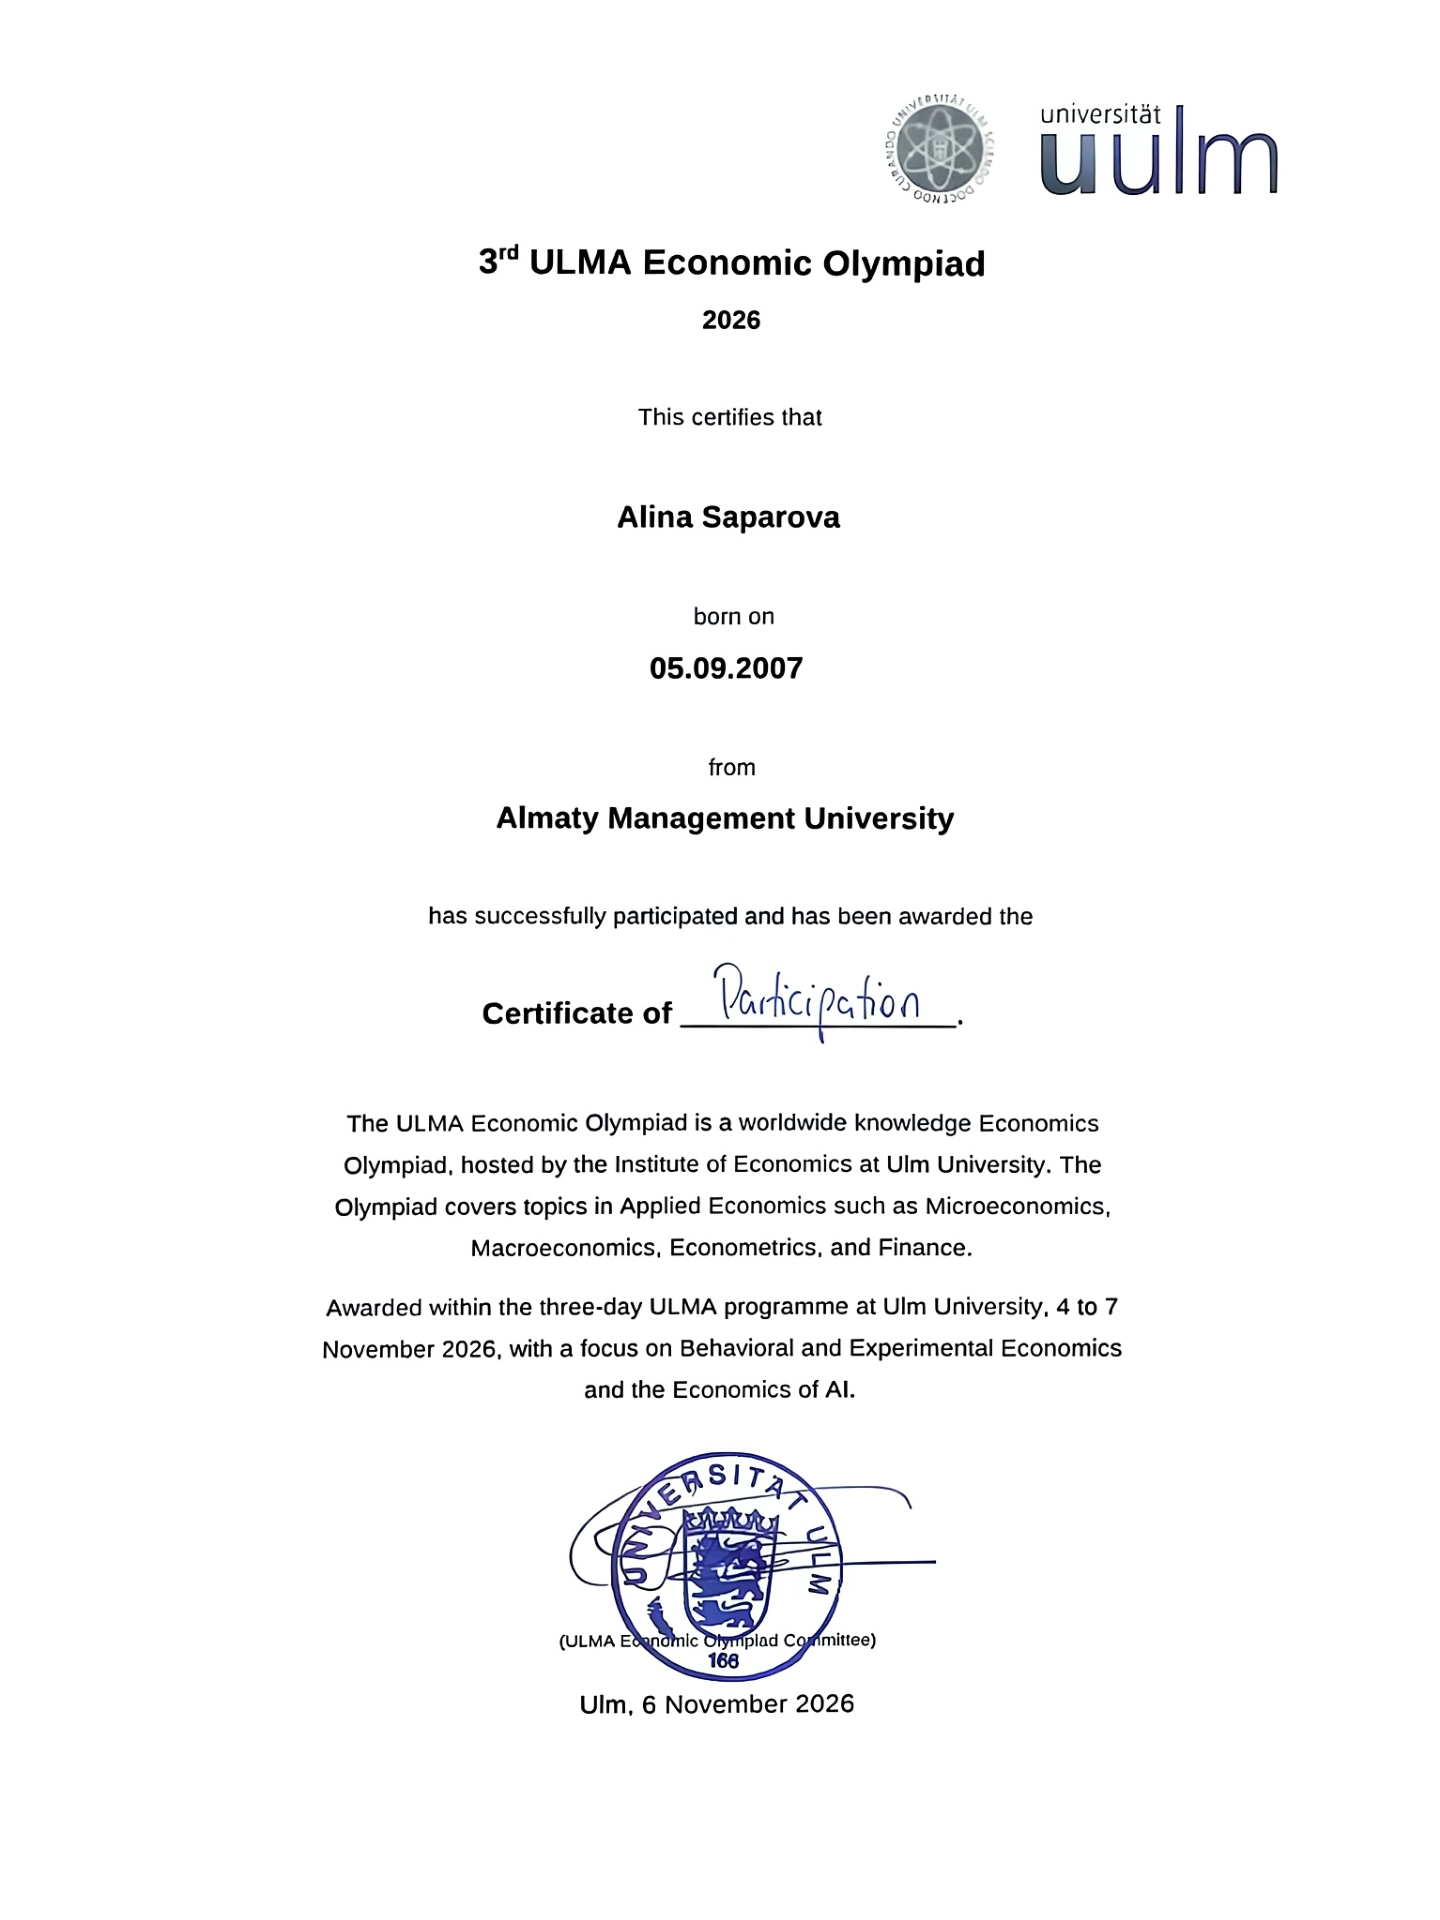 UNIVERSITÄT ULM SCIENDO DOCENDO CURANDO
universität
uulm
3rd ULMA Economic Olympiad
2026
This certifies that
Alina Saparova
born on
05.09.2007
from
Almaty Management University
has successfully participated and has been awarded the
Certificate of Participation.
The ULMA Economic Olympiad is a worldwide knowledge Economics
Olympiad, hosted by the Institute of Economics at Ulm University. The
Olympiad covers topics in Applied Economics such as Microeconomics,
Macroeconomics, Econometrics, and Finance.
Awarded within the three-day ULMA programme at Ulm University, 4 to 7
November 2026, with a focus on Behavioral and Experimental Economics
and the Economics of AI.
UNIVERSITÄT ULM
(ULMA Economic Olympiad Committee)
Ulm, 6 November 2026